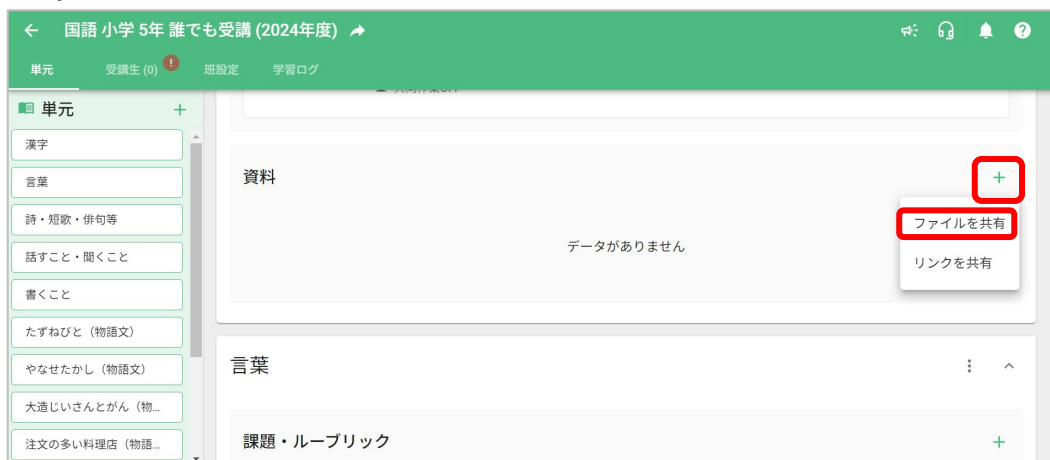 国語 小学 5年 誰でも受講 (2024年度)
単元 受講生 (0) 班設定 学習ログ
単元
漢字
言葉
詩・短歌・俳句等
話すこと・聞くこと
書くこと
たずねびと（物語文）
やなせたかし（物語文）
大造じいさんとがん（物...
注文の多い料理店（物語...
資料
ファイルを共有
リンクを共有
データがありません
言葉
課題・ルーブリック